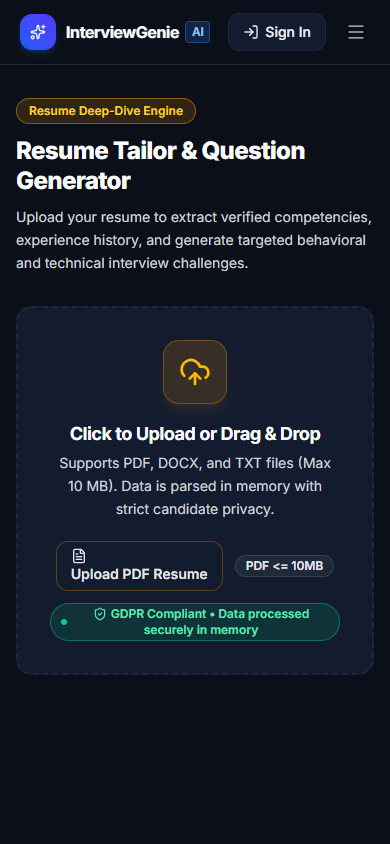 InterviewGenie AI Sign In
Resume Deep-Dive Engine
Resume Tailor & Question
Generator
Upload your resume to extract verified competencies,
experience history, and generate targeted behavioral
and technical interview challenges.
Click to Upload or Drag & Drop
Supports PDF, DOCX, and TXT files (Max
10 MB). Data is parsed in memory with
strict candidate privacy.
Upload PDF Resume
PDF <= 10MB
GDPR Compliant • Data processed
securely in memory